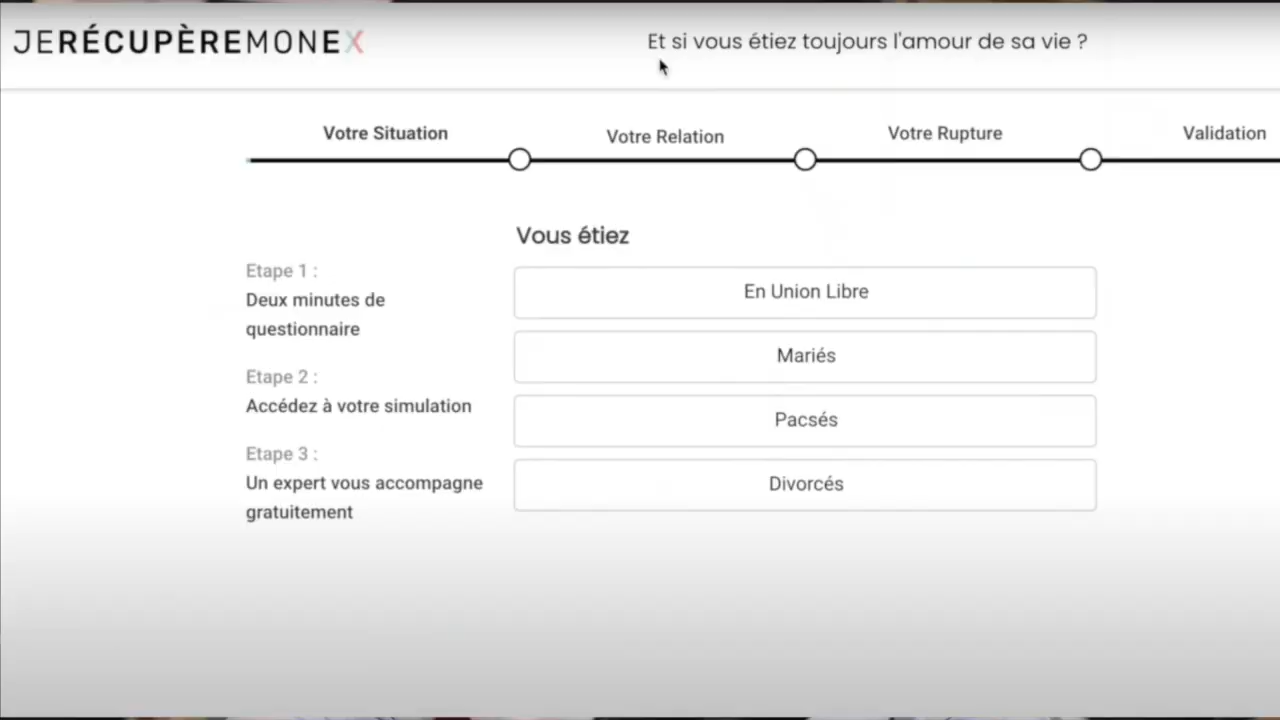 JERÉCUPÈREMONEX
Et si vous étiez toujours l'amour de sa vie ?
Votre Situation
Votre Relation
Votre Rupture
Validation
Vous étiez
Etape 1 :
Deux minutes de
questionnaire
Etape 2 :
Accédez à votre simulation
Etape 3 :
Un expert vous accompagne
gratuitement
En Union Libre
Mariés
Pacsés
Divorcés